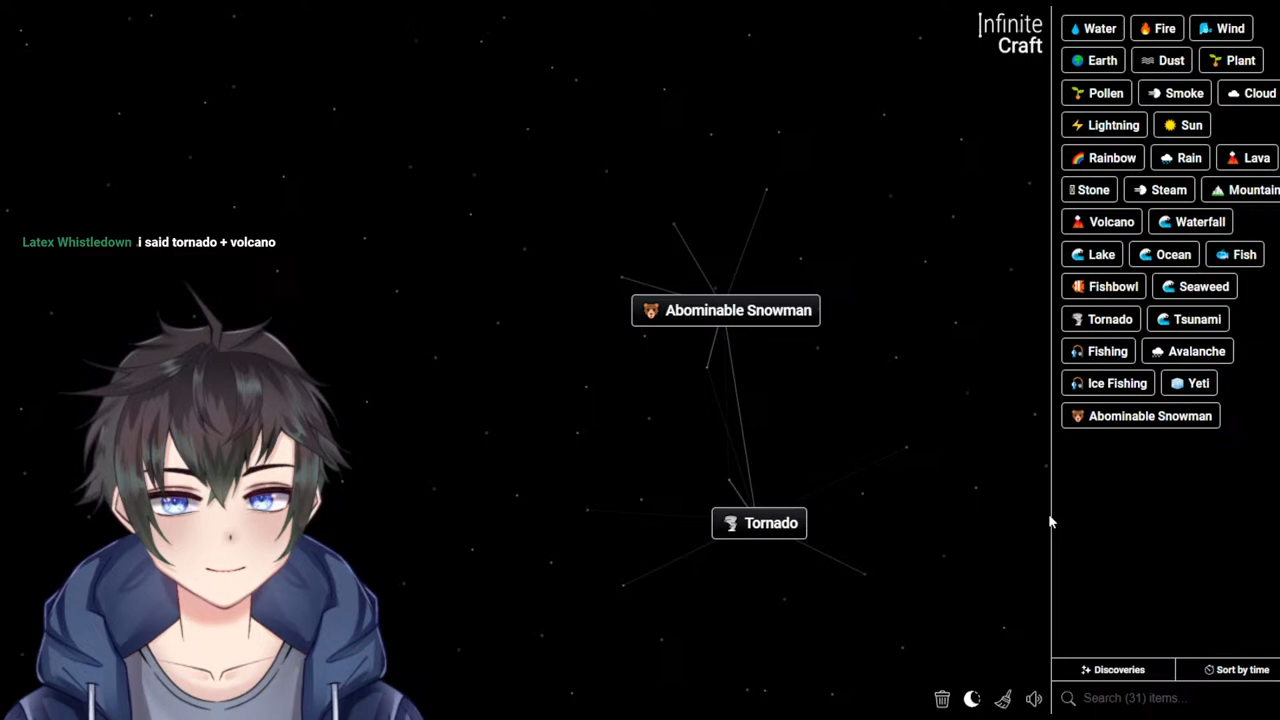 Infinite
Craft
Water Fire Wind
Earth Dust Plant
Pollen Smoke Cloud
Lightning Sun
Rainbow Rain Lava
Stone Steam Mountain
Volcano Waterfall
Lake Ocean Fish
Fishbowl Seaweed
Tornado Tsunami
Fishing Avalanche
Ice Fishing Yeti
Abominable Snowman
Latex Whistledown i said tornado + volcano
Abominable Snowman
Tornado
Discoveries Sort by time
Search (31) items...